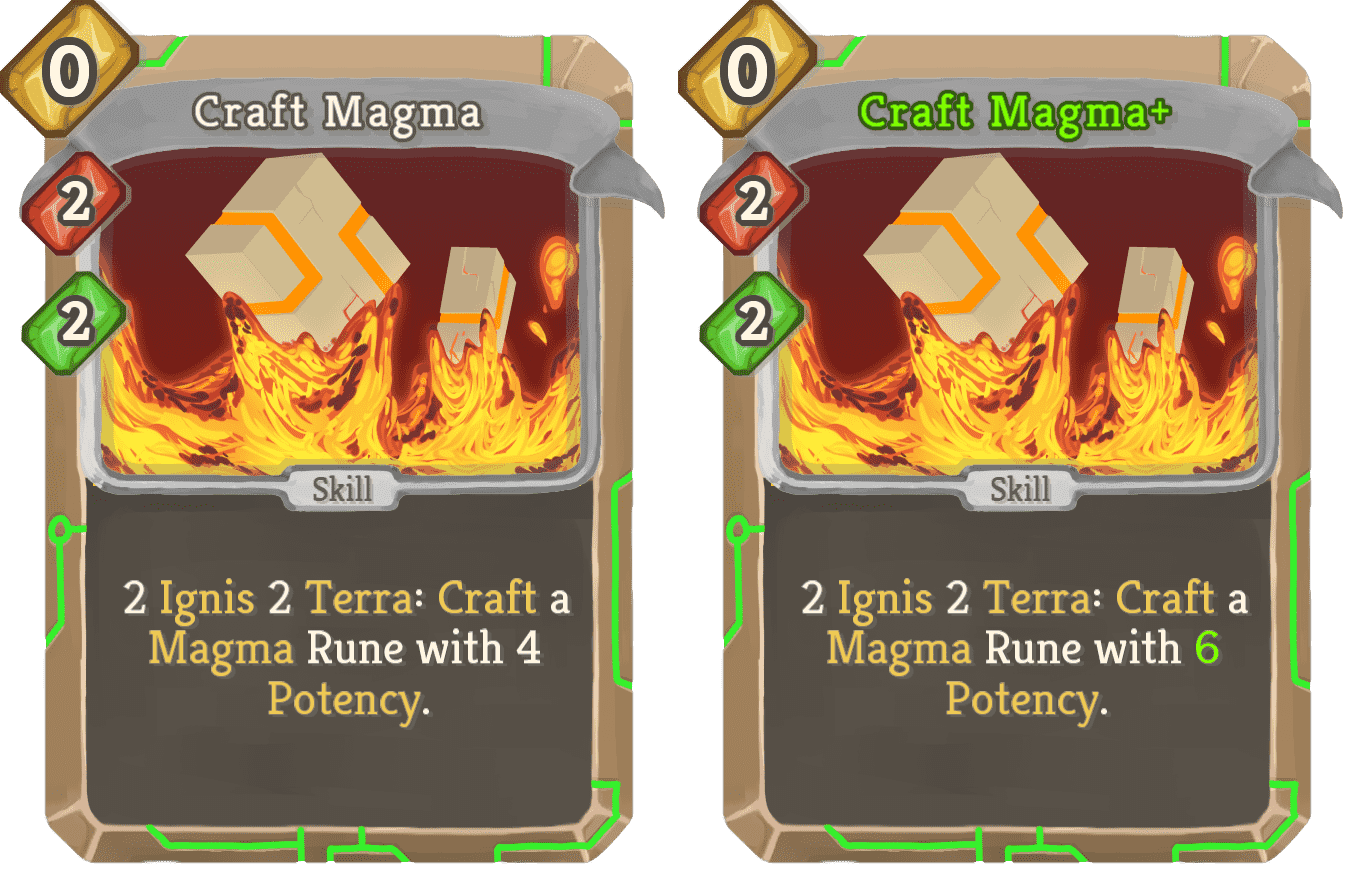 0
Craft Magma
2
2
Skill
2 Ignis 2 Terra: Craft a
Magma Rune with 4
Potency.
0
Craft Magma+
2
2
Skill
2 Ignis 2 Terra: Craft a
Magma Rune with 6
Potency.